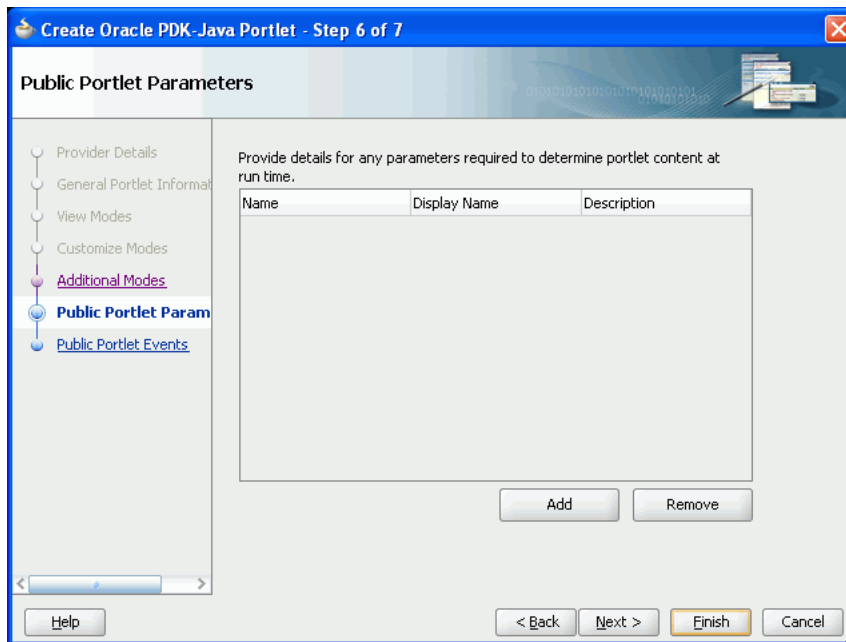 Create Oracle PDK-Java Portlet - Step 6 of 7
Public Portlet Parameters
Provider Details
General Portlet Informat
View Modes
Customize Modes
Additional Modes
Public Portlet Param
Public Portlet Events
Provide details for any parameters required to determine portlet content at
run time.
Name Display Name Description
Add Remove
Help < Back Next > Finish Cancel